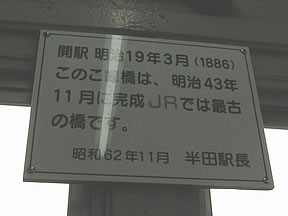 開駅 明治19年3月(1886)
このこ線橋は、明治43年
11月に完成JRでは最古
の橋です。
昭和62年11月 半田駅長